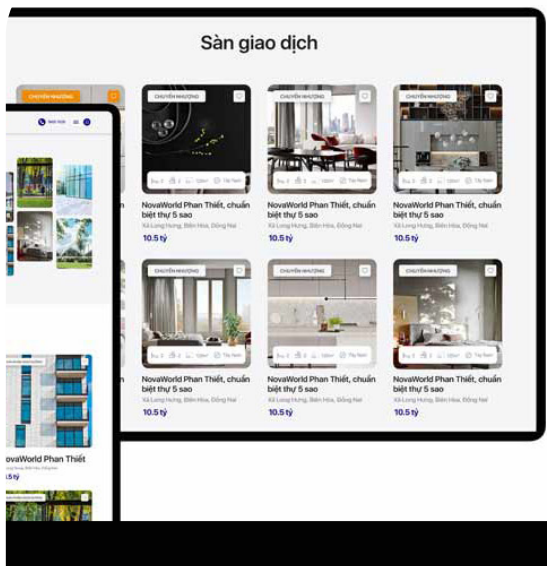 Sàn giao dịch
CHUYỂN NHƯỢNG
CHUYỂN NHƯỢNG
CHUYỂN NHƯỢNG
CHUYỂN NHƯỢNG
NovaWorld Phan Thiết, chuẩn
biệt thự 5 sao
Xã Long Hưng, Biên Hòa, Đồng Nai
10.5 tỷ
NovaWorld Phan Thiết, chuẩn
biệt thự 5 sao
Xã Long Hưng, Biên Hòa, Đồng Nai
10.5 tỷ
NovaWorld Phan Thiết, chuẩn
biệt thự 5 sao
Xã Long Hưng, Biên Hòa, Đồng Nai
10.5 tỷ
CHUYỂN NHƯỢNG
CHUYỂN NHƯỢNG
CHUYỂN NHƯỢNG
NovaWorld Phan Thiết, chuẩn
biệt thự 5 sao
Xã Long Hưng, Biên Hòa, Đồng Nai
10.5 tỷ
NovaWorld Phan Thiết, chuẩn
biệt thự 5 sao
Xã Long Hưng, Biên Hòa, Đồng Nai
10.5 tỷ
NovaWorld Phan Thiết, chuẩn
biệt thự 5 sao
Xã Long Hưng, Biên Hòa, Đồng Nai
10.5 tỷ
ovaWorld Phan Thiết
.5 tỷ